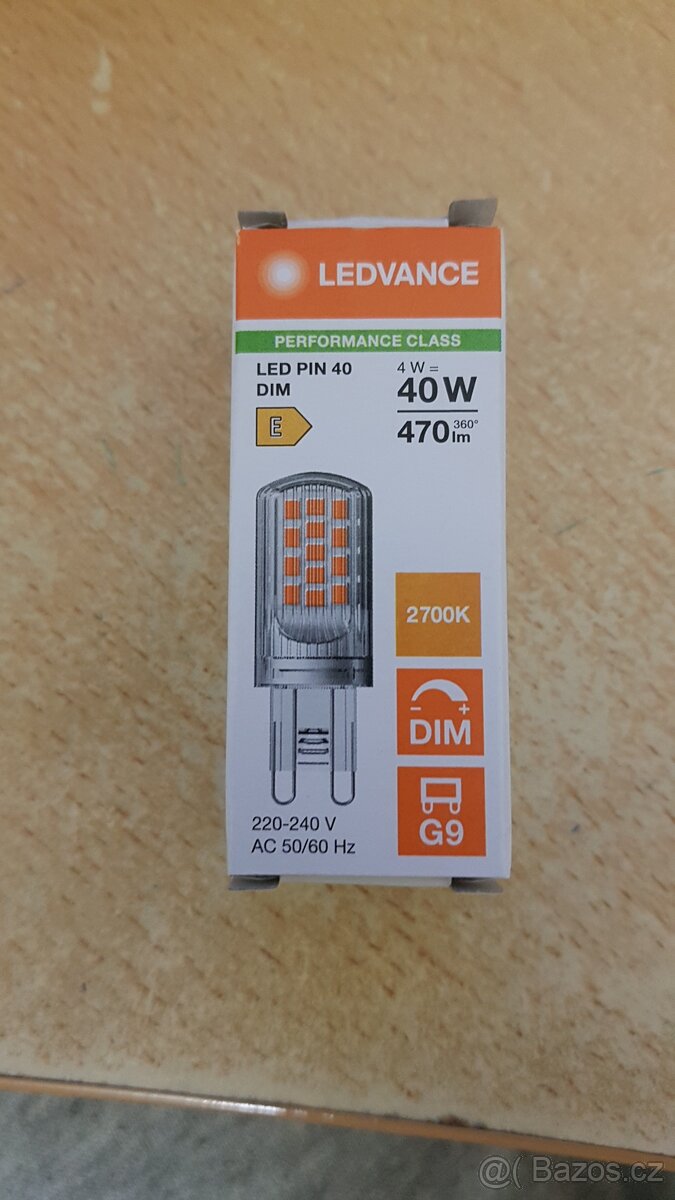 LEDVANCE
PERFORMANCE CLASS
LED PIN 40
DIM
E
4 W =
40 W
470 lm 360°
2700K
- +
DIM
G9
220-240 V
AC 50/60 Hz
@( Bazos.cz